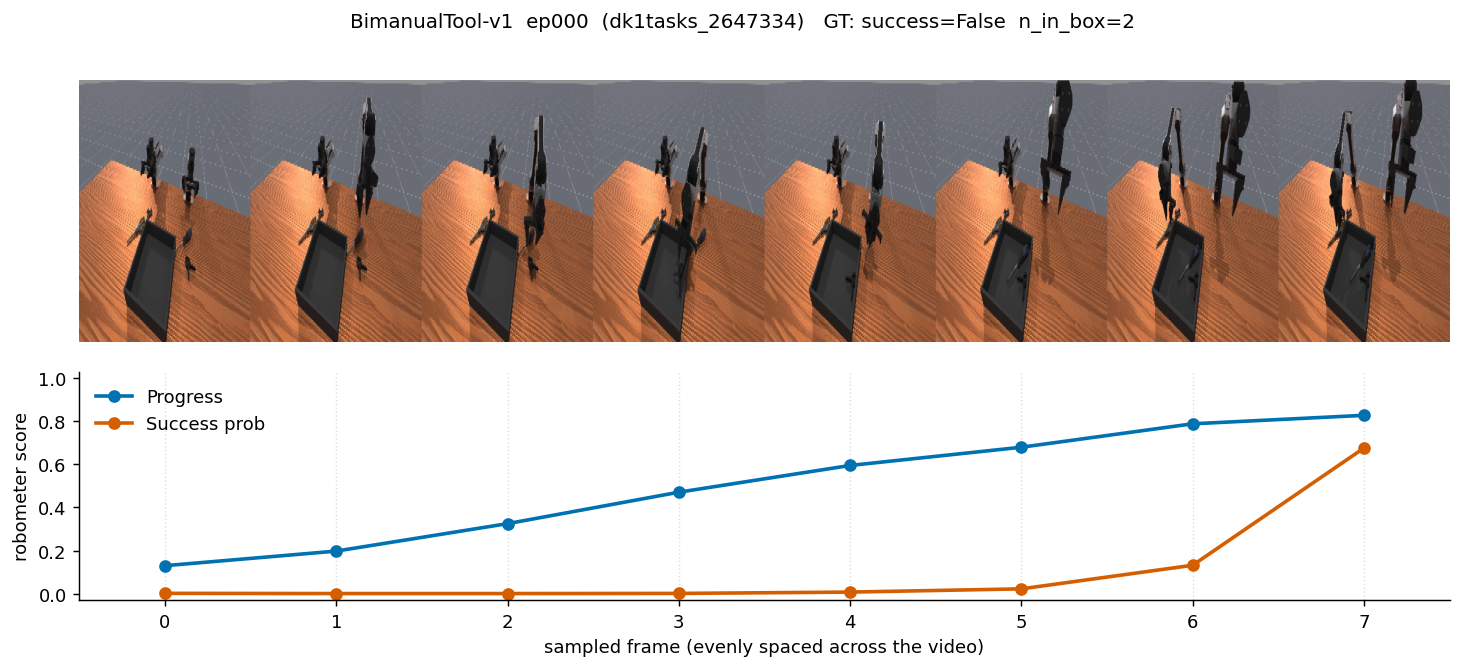 BimanualTool-v1  ep000  (dk1tasks_2647334)   GT: success=False  n_in_box=2
1.0
0.8
0.6
0.4
0.2
0.0
robometer score
Progress
Success prob
0 1 2 3 4 5 6 7
sampled frame (evenly spaced across the video)